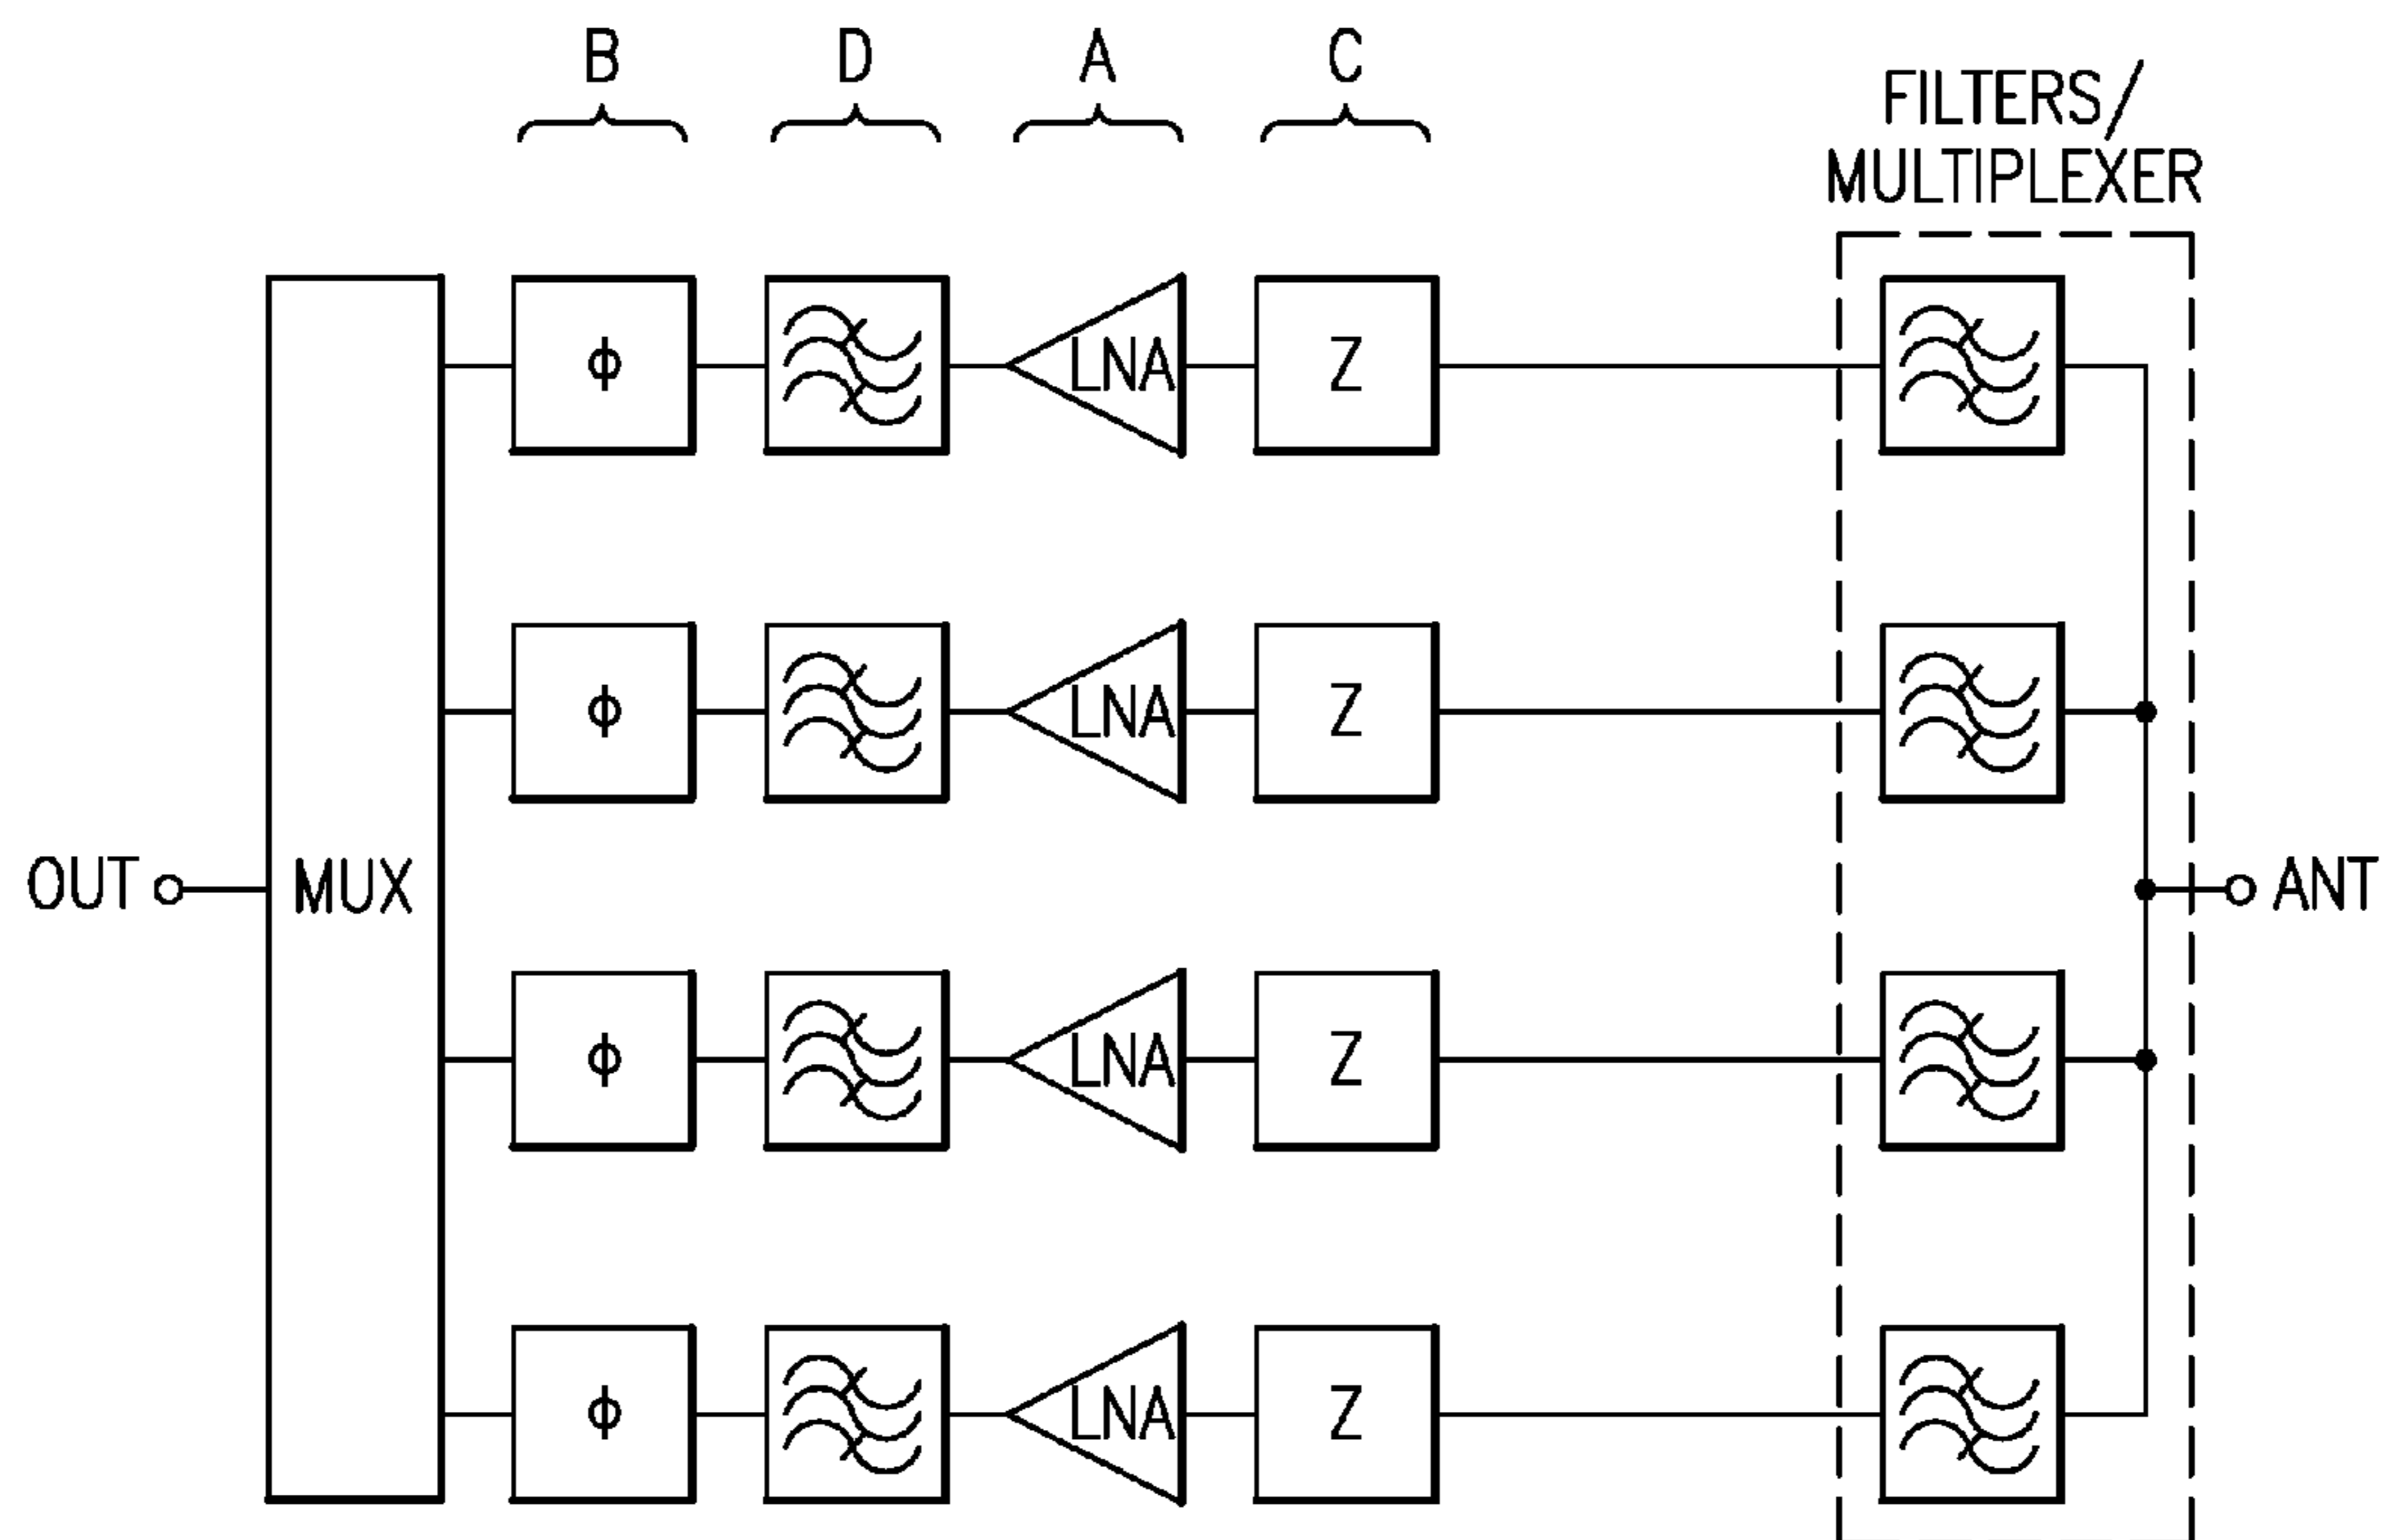 B D A C
FILTERS/
MULTIPLEXER
ϕ LNA Z
ϕ LNA Z
OUT MUX ANT
ϕ LNA Z
ϕ LNA Z